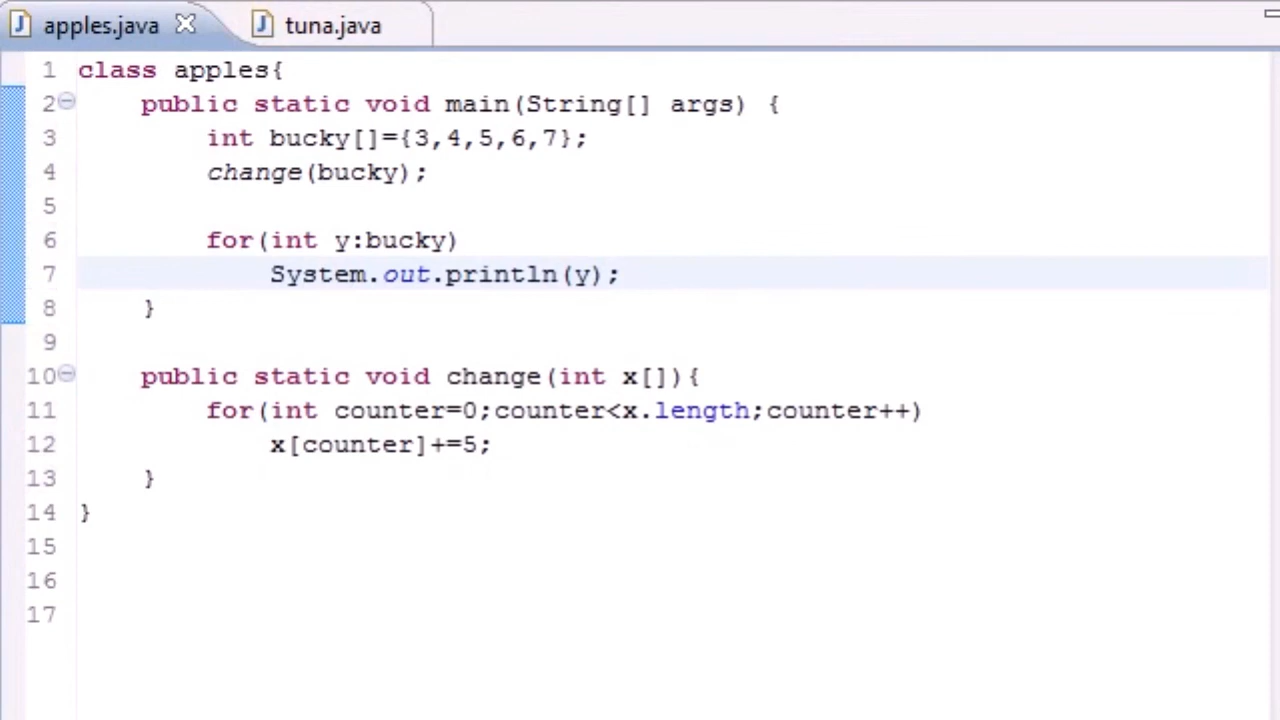 apples.java tuna.java
1 class apples{
2 public static void main(String[] args) {
3 int bucky[]={3,4,5,6,7};
4 change(bucky);
5
6 for(int y:bucky)
7 System.out.println(y);
8 }
9
10 public static void change(int x[]){
11 for(int counter=0;counter<x.length;counter++)
12 x[counter]+=5;
13 }
14 }
15
16
17